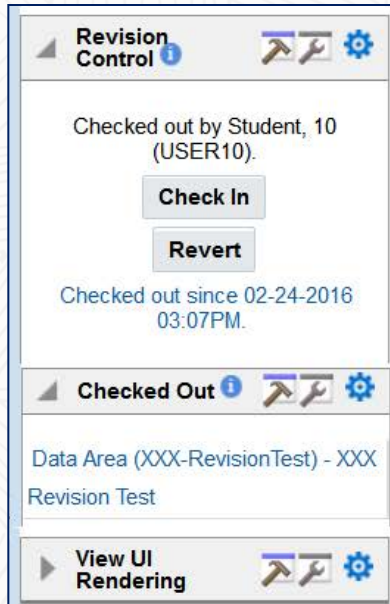 Revision
Control
Checked out by Student, 10
(USER10).
Check In
Revert
Checked out since 02-24-2016
03:07PM.
Checked Out
Data Area (XXX-RevisionTest) - XXX
Revision Test
View UI
Rendering